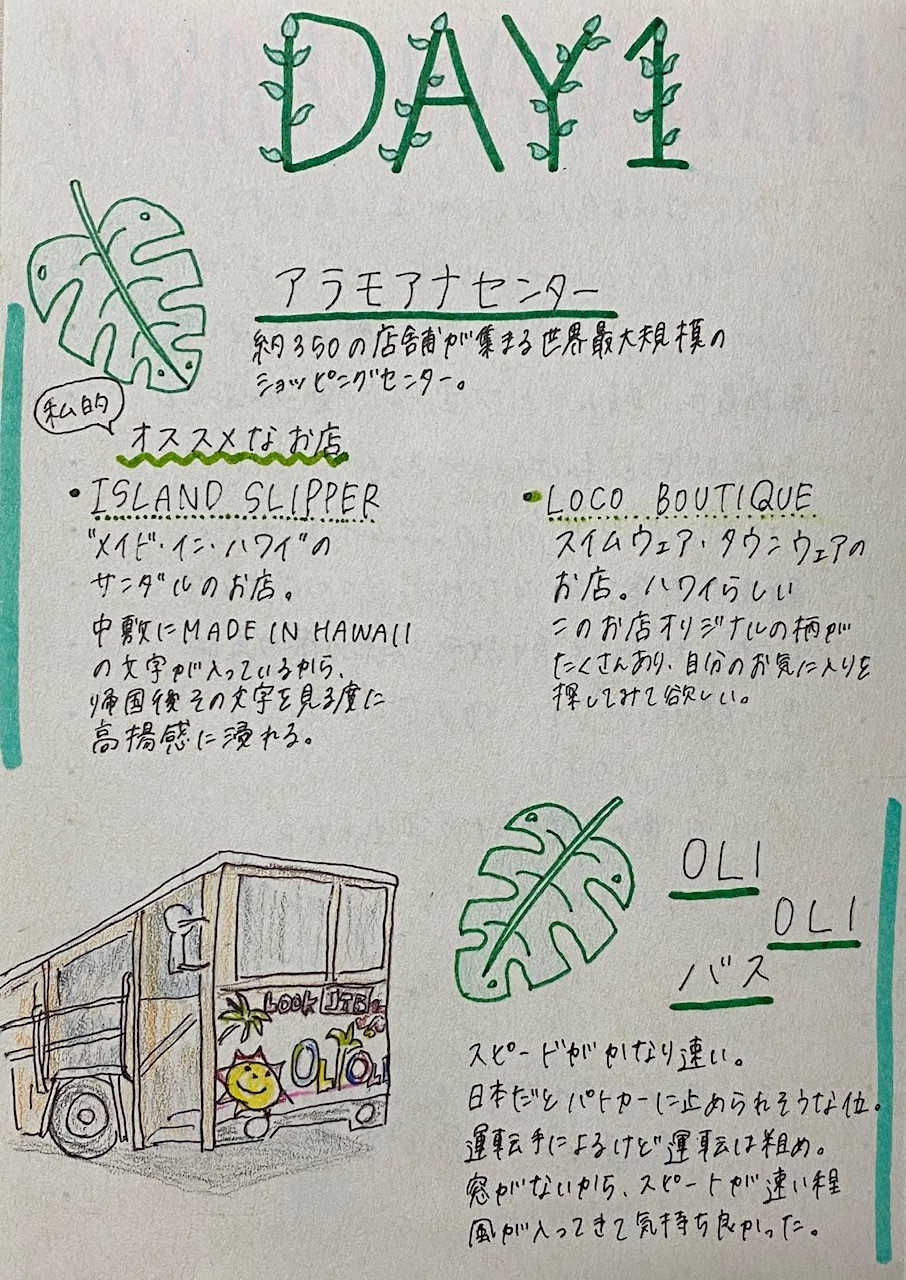 DAY1
アラモアナセンター
約350の店舗が集まる世界最大規模の
ショッピングセンター。
私的
オススメなお店
•ISLAND SLIPPER
"メイド・イン・ハワイ"の
サンダルのお店。
中敷にMADE IN HAWAII
の文字が入っているから、
帰国後その文字を見る度に
高揚感に浸れる。
•LOCO BOUTIQUE
スイムウェア・タウンウェアの
お店。ハワイらしい
このお店オリジナルの柄が
たくさんあり、自分のお気に入りを
探してみて欲しい。
OLI
OLI
バス
LOOK JTB
OLIOLI
スピードがかなり速い。
日本だとパトカーに止められそうな位。
運転手によるけど運転は粗め。
窓がないから、スピードが速い程
風が入ってきて気持ち良かった。